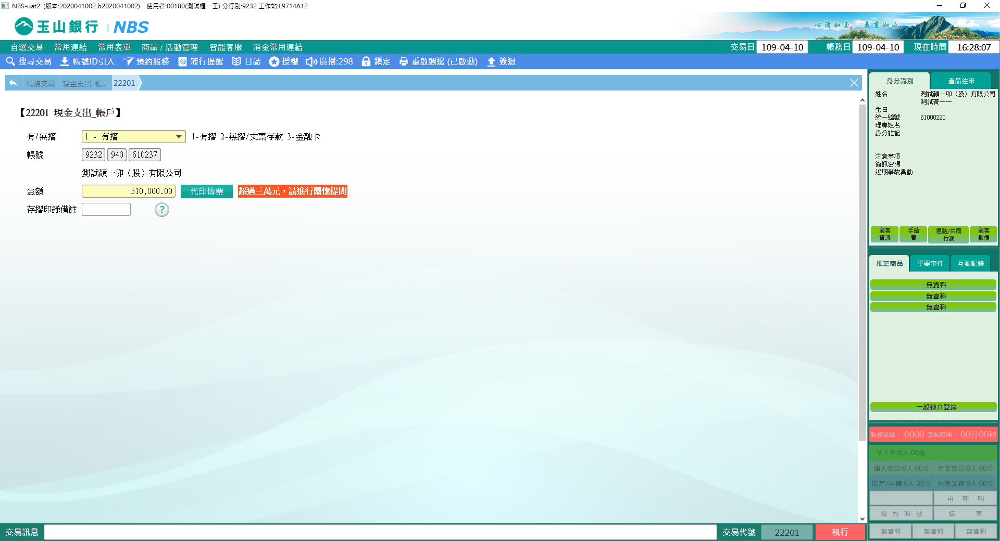 NBS-uat2 (版本:2020041002.b2020041002) 使用者:00180(測試櫃一王) 分行別:9232 工作站:L9714A12
玉山銀行 | NBS
心清如玉。義重如山。
自選交易 常用連結 常用表單 商品 / 活動管理 智能客服 消金常用連結 交易日 109-04-10 帳務日 109-04-10 現在時間 16:28:07
搜尋交易 帳號ID引入 預約服務 蒞行提醒 日誌 授權 廣播:298 鎖定 重啟週邊 (已啟動) 簽退
帳務交易 現金支出-帳.. 22201
【22201 現金支出_帳戶】
有/無摺 1 - 有摺 1-有摺 2-無摺/支票存款 3-金融卡
帳號 9232 940 610237
測試顏一卯（股）有限公司
金額 510,000.00 代印傳票 超過三萬元，請進行關懷提問
存摺印錄備註 ?
身分識別 產品往來
姓名 測試顏一卯（股）有限公司
測試黃一一
生日
統一編號 61000220
理專姓名
身分註記
注意事項
簡訊密碼
近期事故異動
顧客資訊 手續費 通路/共同行銷 顧客影像
推薦商品 重要事件 互動記錄
無資料
無資料
無資料
一般轉介登錄
服務號碼： 0000 等候時間： 00分00秒
ＶＩＰ:0人 00分
個人交易:0人 00分 企業交易:0人 00分
開戶/申請:0人 00分 外匯業務:0人 00分
再 呼 叫
預 約 叫 號 結 束
無資料 無資料 無資料
交易訊息 交易代號 22201 執行